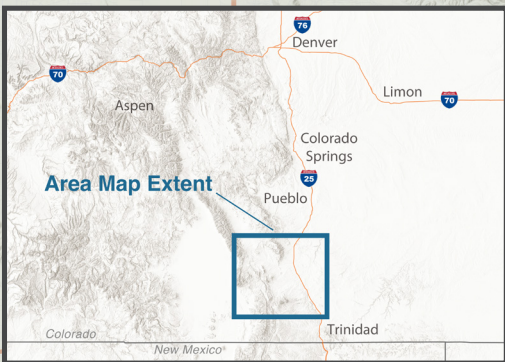 76
Denver
70
Aspen
Limon
70
Colorado
Springs
25
Area Map Extent
Pueblo
Trinidad
Colorado
New Mexico